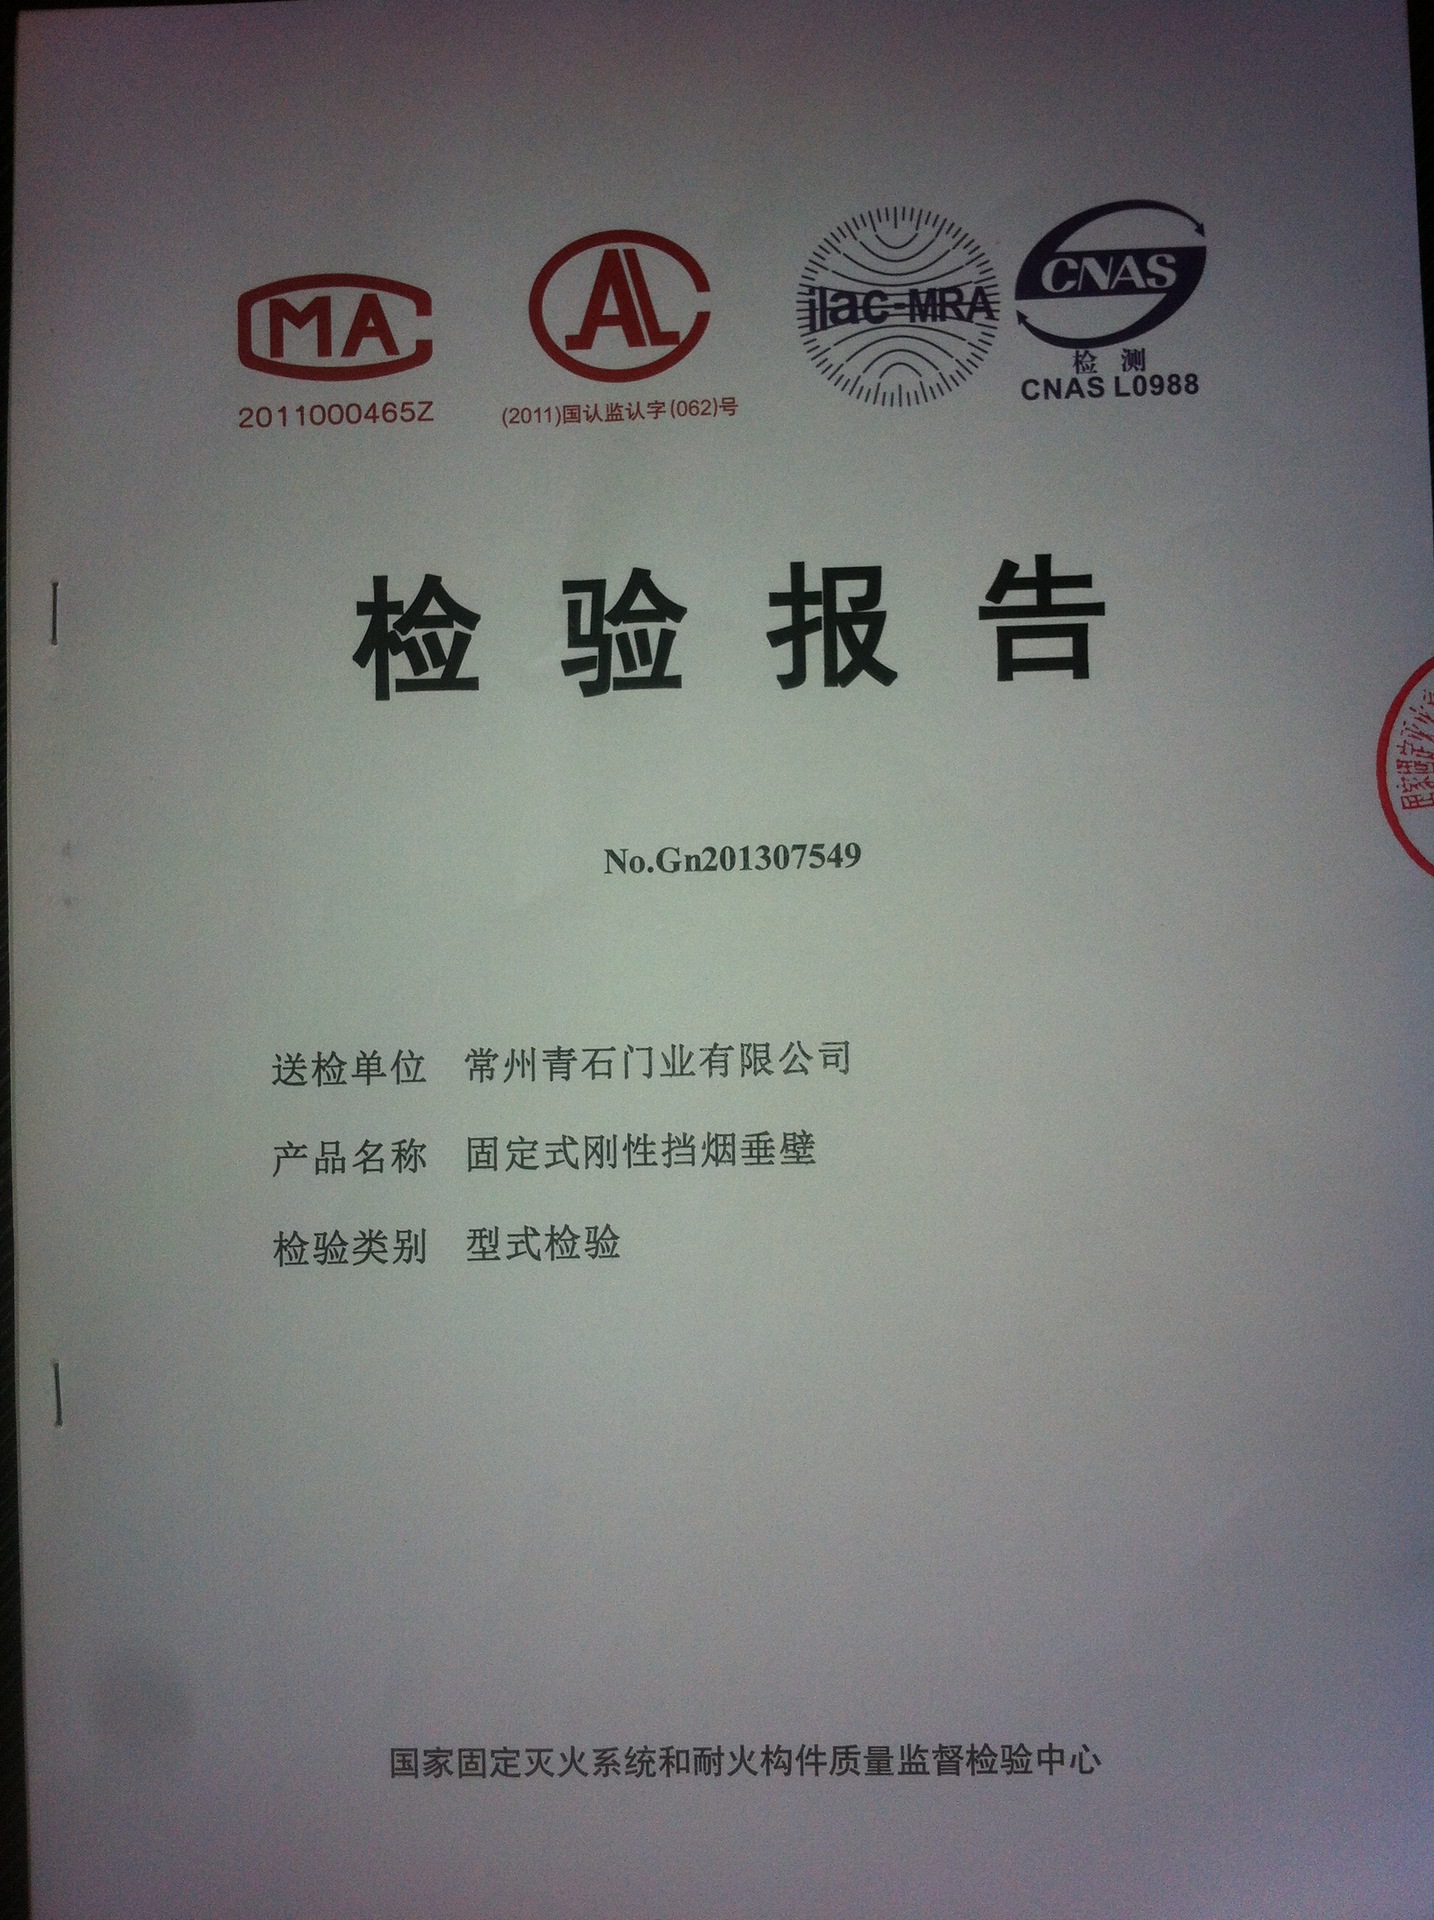 MA
2011000465Z
AL
(2011)国认监认字(062)号
ilac-MRA
CNAS
检 测
CNAS L0988
检验报告
No.Gn201307549
送检单位 常州青石门业有限公司
产品名称 固定式刚性挡烟垂壁
检验类别 型式检验
国家固定灭火系统和耐火构件质量监督检验中心